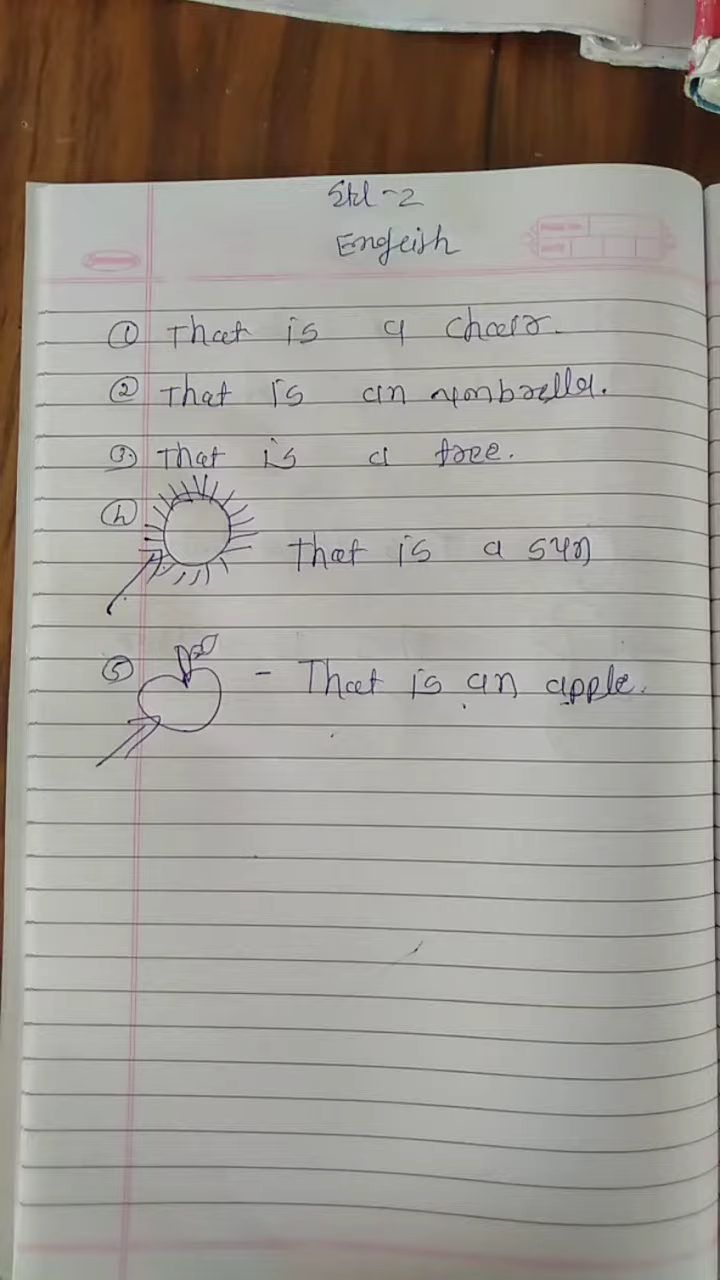 Std - 2
English
① That is a chair.
② That is an umbrella.
③ That is a tree.
④ That is a sun
⑤ - That is an apple.